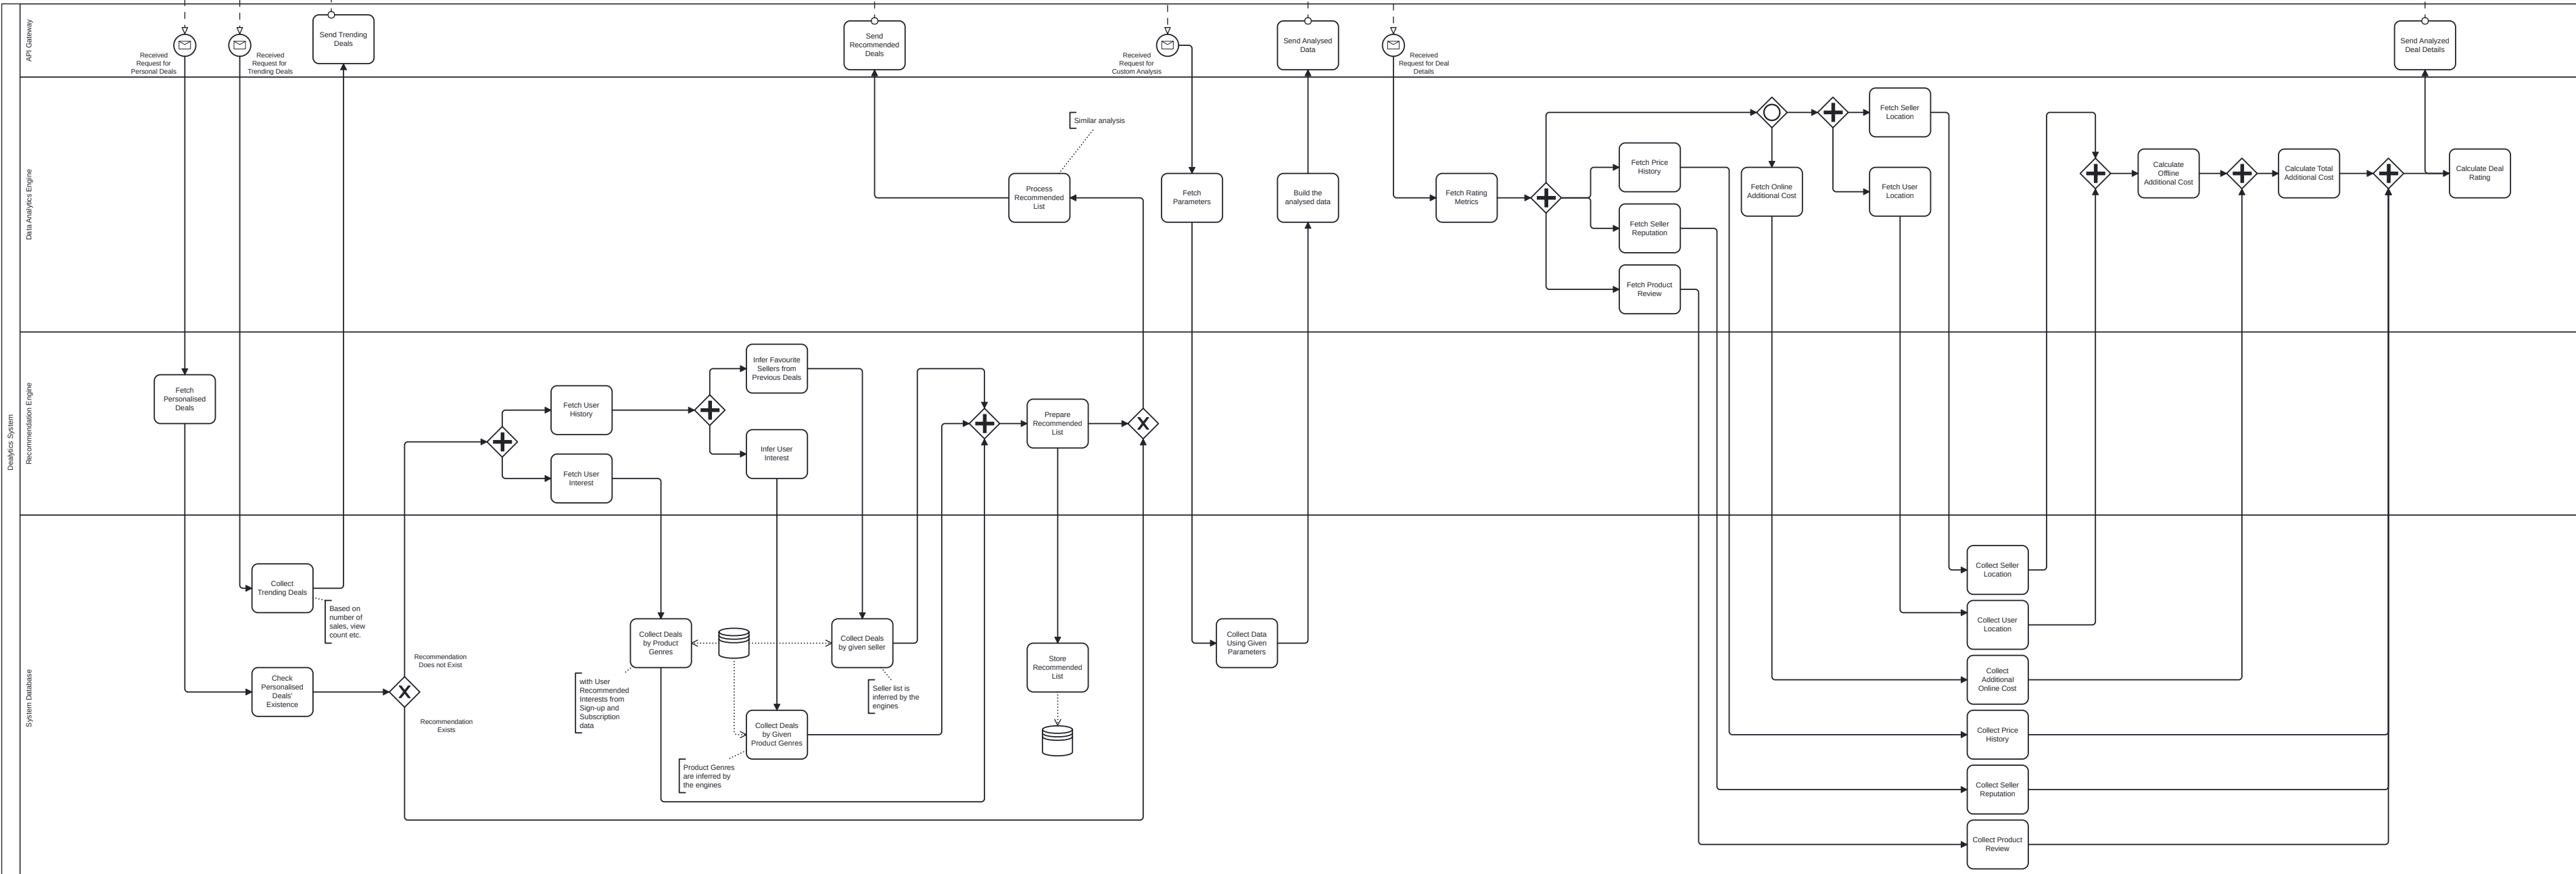 Dealytics System
API Gateway
Received
Request for
Personal Deals
Received
Request for
Trending Deals
Send Trending
Deals
Send
Recommended
Deals
Received
Request for
Custom Analysis
Send Analysed
Data
Received
Request for Deal
Details
Send Analyzed
Deal Details
Data Analytics Engine
Similar analysis
Process
Recommended
List
Fetch
Parameters
Build the
analysed data
Fetch Rating
Metrics
Fetch Price
History
Fetch Seller
Reputation
Fetch Product
Review
Fetch Online
Additional Cost
Fetch Seller
Location
Fetch User
Location
Calculate
Offline
Additional Cost
Calculate Total
Additional Cost
Calculate Deal
Rating
Recommendation Engine
Fetch
Personalised
Deals
Fetch User
History
Fetch User
Interest
Infer Favourite
Sellers from
Previous Deals
Infer User
Interest
Prepare
Recommended
List
X
System Database
Collect
Trending Deals
Based on
number of
sales, view
count etc.
Check
Personalised
Deals'
Existence
X
Recommendation
Does not Exist
Recommendation
Exists
Collect Deals
by Product
Genres
with User
Recommended
Interests from
Sign-up and
Subscription
data
Collect Deals
by given seller
Seller list is
inferred by the
engines
Collect Deals
by Given
Product Genres
Product Genres
are inferred by
the engines
Store
Recommended
List
Collect Data
Using Given
Parameters
Collect Seller
Location
Collect User
Location
Collect
Additional
Online Cost
Collect Price
History
Collect Seller
Reputation
Collect Product
Review